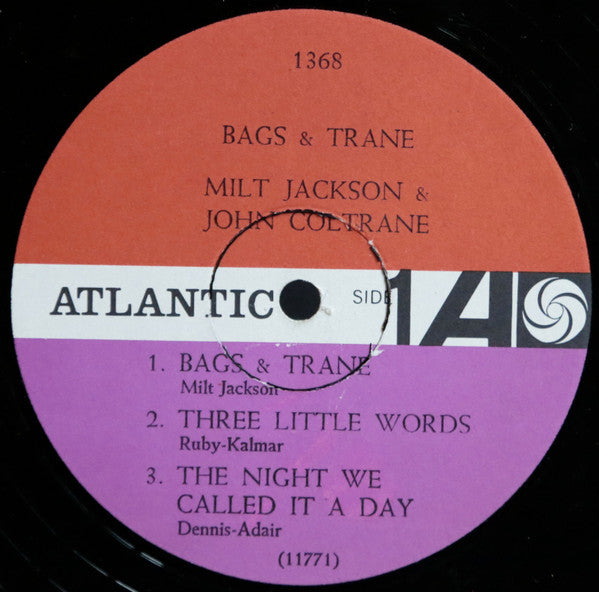 1368
BAGS & TRANE
MILT JACKSON &
JOHN COLTRANE
ATLANTIC SIDE 1 A
1. BAGS & TRANE
Milt Jackson
2. THREE LITTLE WORDS
Ruby-Kalmar
3. THE NIGHT WE
CALLED IT A DAY
Dennis-Adair
(11771)